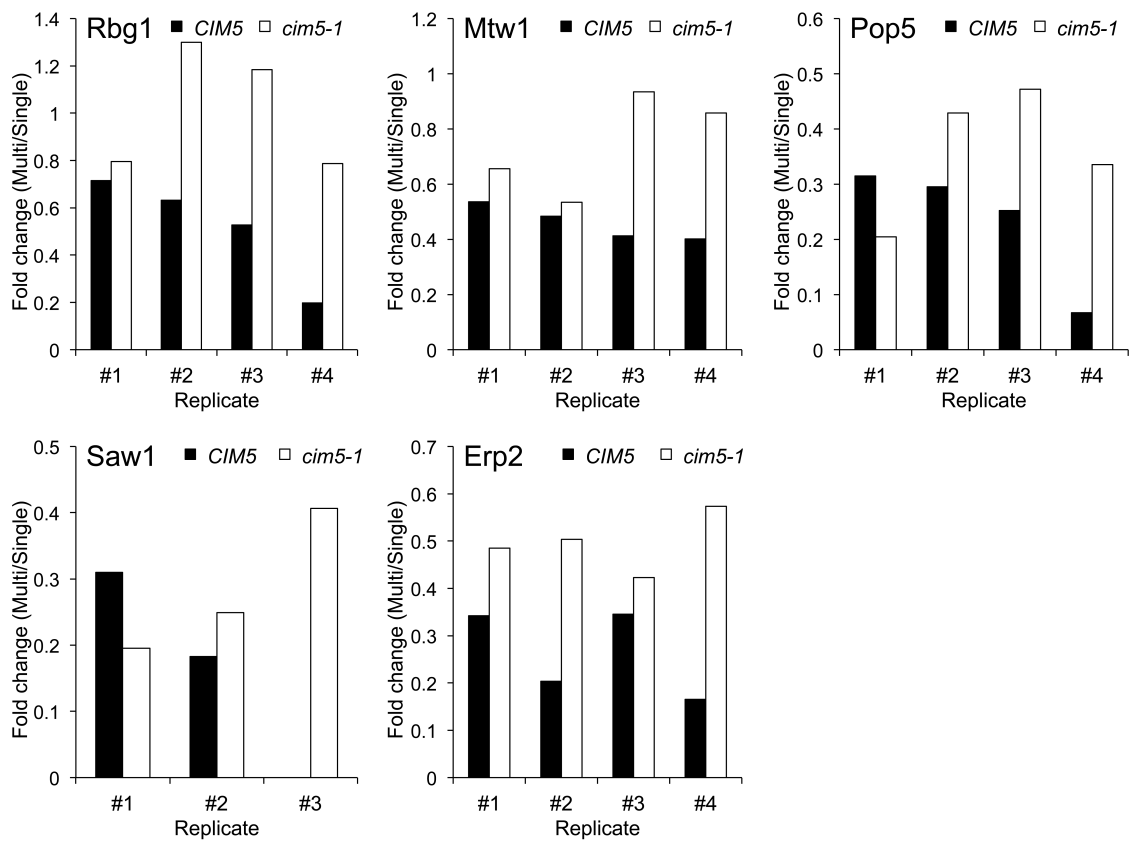 Rbg1 CIM5 cim5-1
Fold change (Multi/Single)
1.4
1.2
1
0.8
0.6
0.4
0.2
0
#1 #2 #3 #4
Replicate
Mtw1 CIM5 cim5-1
Fold change (Multi/Single)
1.2
1
0.8
0.6
0.4
0.2
0
#1 #2 #3 #4
Replicate
Pop5 CIM5 cim5-1
Fold change (Multi/Single)
0.6
0.5
0.4
0.3
0.2
0.1
0
#1 #2 #3 #4
Replicate
Saw1 CIM5 cim5-1
Fold change (Multi/Single)
0.5
0.4
0.3
0.2
0.1
0
#1 #2 #3
Replicate
Erp2 CIM5 cim5-1
Fold change (Multi/Single)
0.7
0.6
0.5
0.4
0.3
0.2
0.1
0
#1 #2 #3 #4
Replicate